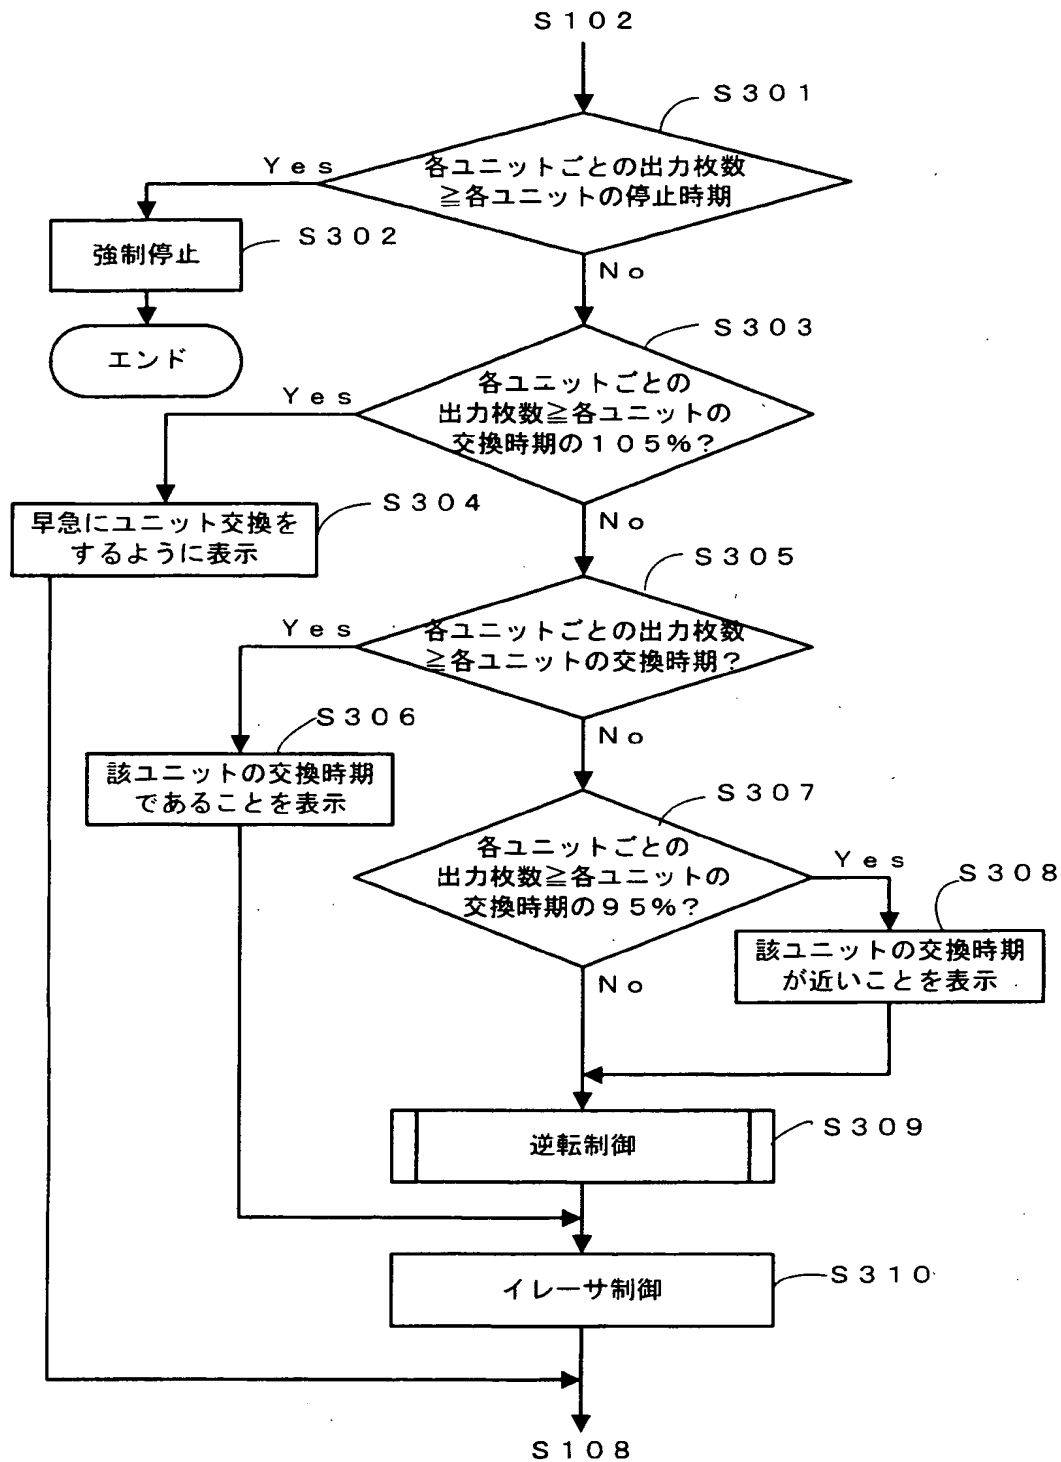 S102
S301
Yes
各ユニットごとの出力枚数
≧各ユニットの停止時期
S302
強制停止
No
エンド
S303
Yes
各ユニットごとの
出力枚数≧各ユニットの
交換時期の105%?
S304
早急にユニット交換を
するように表示
No
S305
Yes
各ユニットごとの出力枚数
≧各ユニットの交換時期?
S306
該ユニットの交換時期
であることを表示
No
S307
各ユニットごとの
出力枚数≧各ユニットの
交換時期の95%?
Yes
S308
該ユニットの交換時期
が近いことを表示
No
逆転制御
S309
イレーサ制御
S310
S108